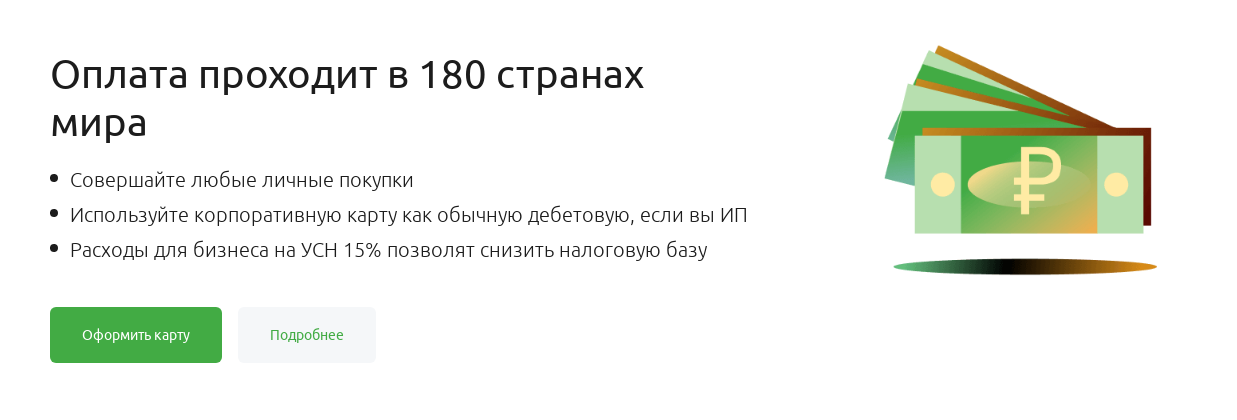 Оплата проходит в 180 странах
мира
Совершайте любые личные покупки
Используйте корпоративную карту как обычную дебетовую, если вы ИП
Расходы для бизнеса на УСН 15% позволят снизить налоговую базу
Оформить карту
Подробнее
₽